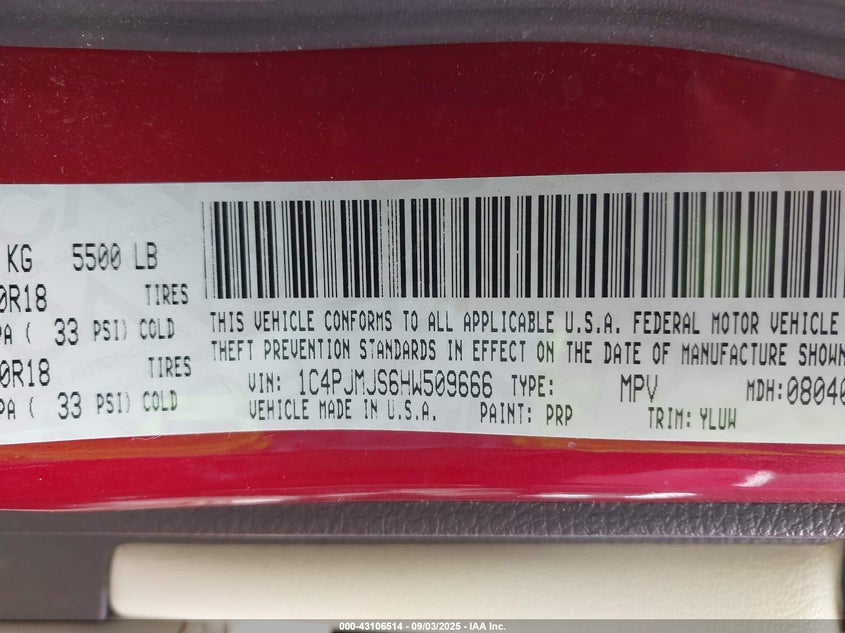 KG 5500 LB
0R18 TIRES
PA ( 33 PSI) COLD
0R18 TIRES
PA ( 33 PSI) COLD
THIS VEHICLE CONFORMS TO ALL APPLICABLE U.S.A. FEDERAL MOTOR VEHICLE
THEFT PREVENTION STANDARDS IN EFFECT ON THE DATE OF MANUFACTURE SHOWN
VIN: 1C4PJMJS6HW509666 TYPE: MPV MDH:08040
VEHICLE MADE IN U.S.A. PAINT: PRP TRIM: YLUW
000-43106514 - 09/03/2025 - IAA Inc.